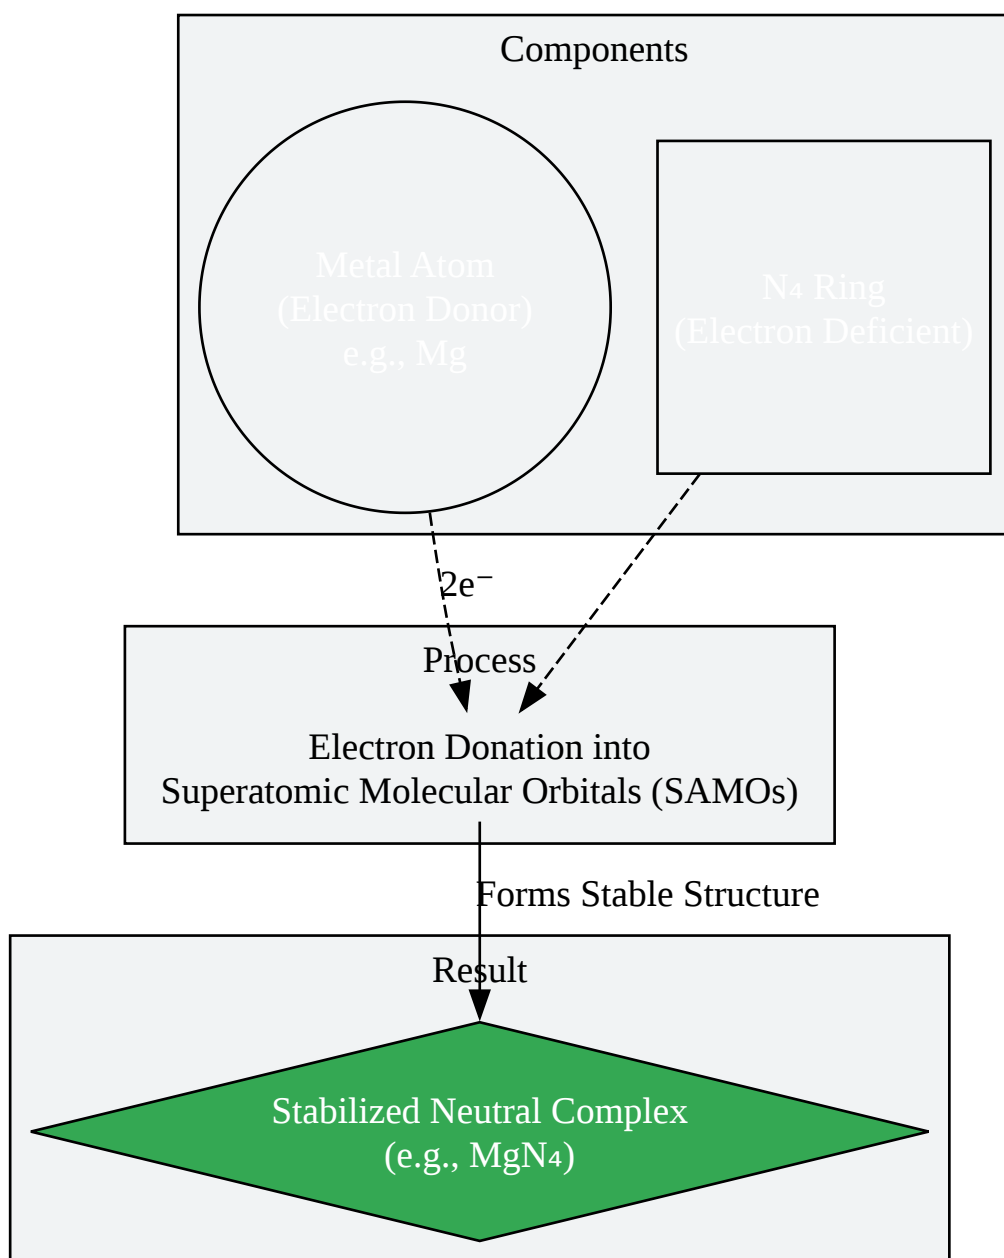 Components
Metal Atom
(Electron Donor)
e.g., Mg
N₄ Ring
(Electron Deficient)
2e⁻
Process
Electron Donation into
Superatomic Molecular Orbitals (SAMOs)
Forms Stable Structure
Result
Stabilized Neutral Complex
(e.g., MgN₄)